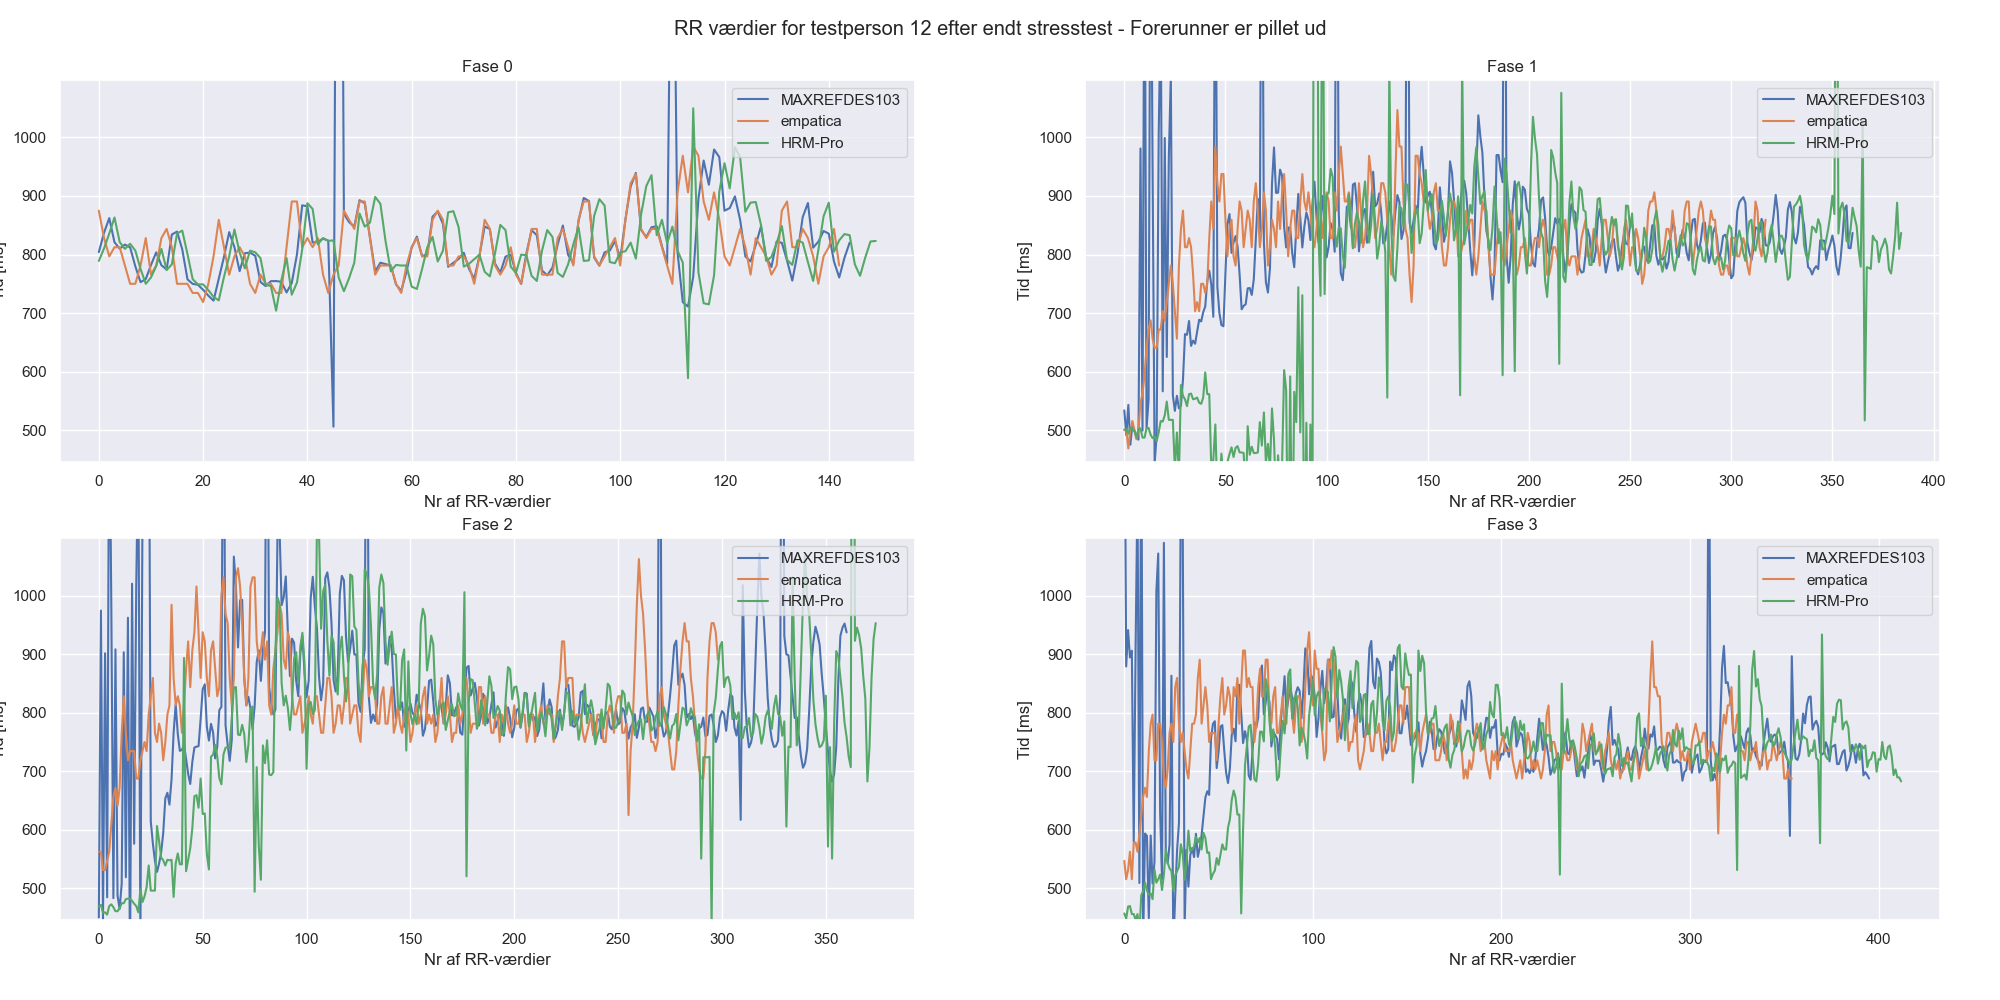 RR værdier for testperson 12 efter endt stresstest - Forerunner er pillet ud
Fase 0
MAXREFDES103
empatica
HRM-Pro
1000
900
800
700
600
500
0 20 40 60 80 100 120 140
Nr af RR-værdier
Fase 1
MAXREFDES103
empatica
HRM-Pro
Tid [ms]
1000
900
800
700
600
500
0 50 100 150 200 250 300 350 400
Nr af RR-værdier
Fase 2
MAXREFDES103
empatica
HRM-Pro
1000
900
800
700
600
500
0 50 100 150 200 250 300 350
Nr af RR-værdier
Fase 3
MAXREFDES103
empatica
HRM-Pro
Tid [ms]
1000
900
800
700
600
500
0 100 200 300 400
Nr af RR-værdier